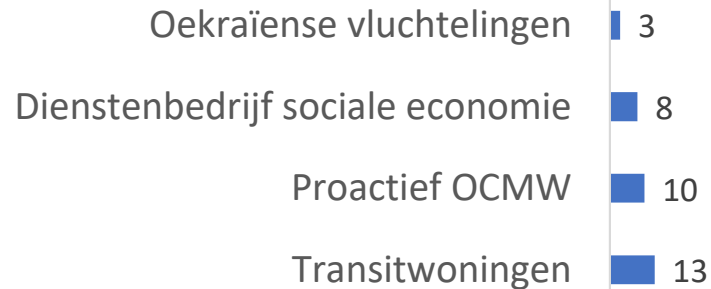 Oekraïense vluchtelingen 3
Dienstenbedrijf sociale economie 8
Proactief OCMW 10
Transitwoningen 13